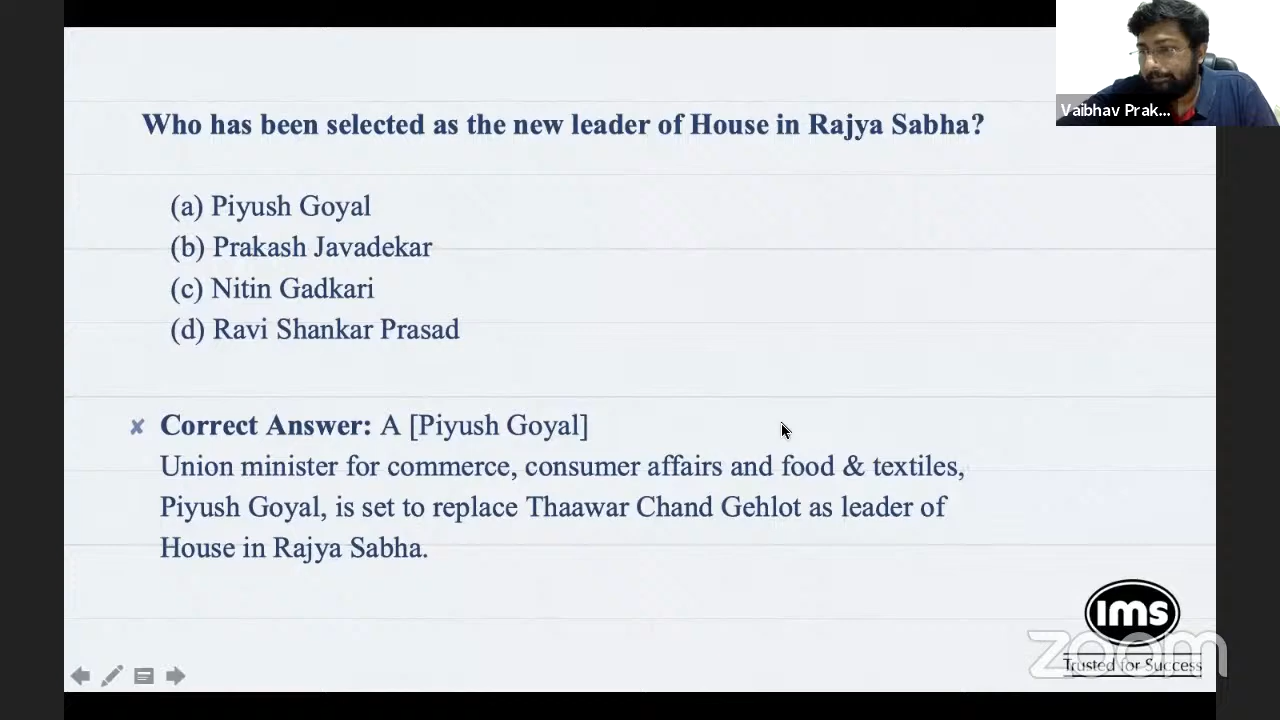 Who has been selected as the new leader of House in Rajya Sabha?
(a) Piyush Goyal
(b) Prakash Javadekar
(c) Nitin Gadkari
(d) Ravi Shankar Prasad
✘ Correct Answer: A [Piyush Goyal]
Union minister for commerce, consumer affairs and food & textiles,
Piyush Goyal, is set to replace Thaawar Chand Gehlot as leader of
House in Rajya Sabha.
Vaibhav Prak...
ims
zoom
Trusted for Success